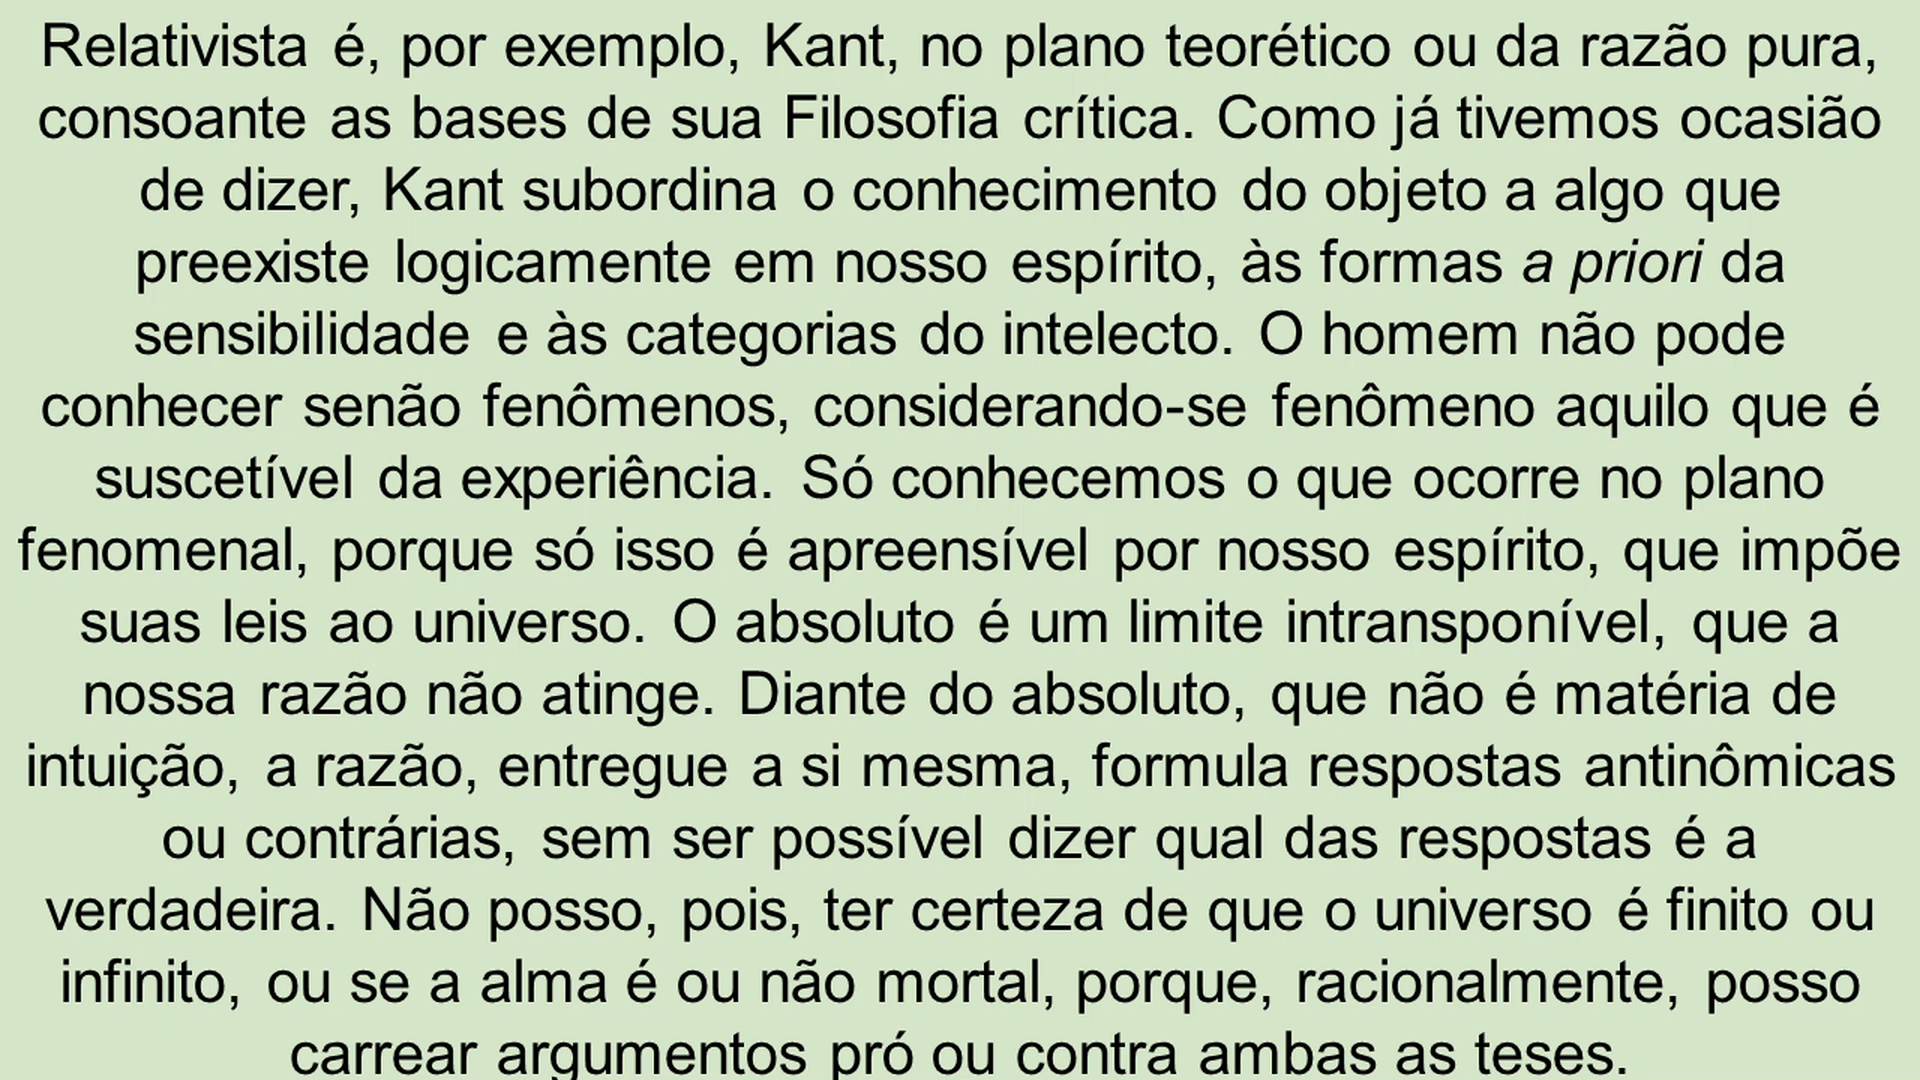 Relativista é, por exemplo, Kant, no plano teorético ou da razão pura,
consoante as bases de sua Filosofia crítica. Como já tivemos ocasião
de dizer, Kant subordina o conhecimento do objeto a algo que
preexiste logicamente em nosso espírito, às formas a priori da
sensibilidade e às categorias do intelecto. O homem não pode
conhecer senão fenômenos, considerando-se fenômeno aquilo que é
suscetível da experiência. Só conhecemos o que ocorre no plano
fenomenal, porque só isso é apreensível por nosso espírito, que impõe
suas leis ao universo. O absoluto é um limite intransponível, que a
nossa razão não atinge. Diante do absoluto, que não é matéria de
intuição, a razão, entregue a si mesma, formula respostas antinômicas
ou contrárias, sem ser possível dizer qual das respostas é a
verdadeira. Não posso, pois, ter certeza de que o universo é finito ou
infinito, ou se a alma é ou não mortal, porque, racionalmente, posso
carrear argumentos pró ou contra ambas as teses.